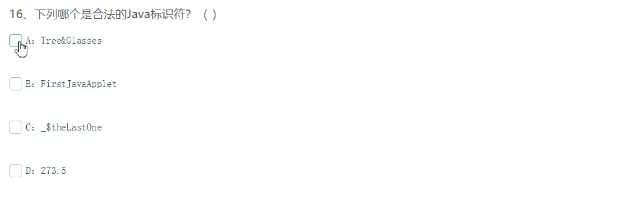 16、下列哪个是合法的Java标识符？（ ）
A: Tree&Glasses
B: FirstJavaApplet
C: _$theLastOne
D: 273.5